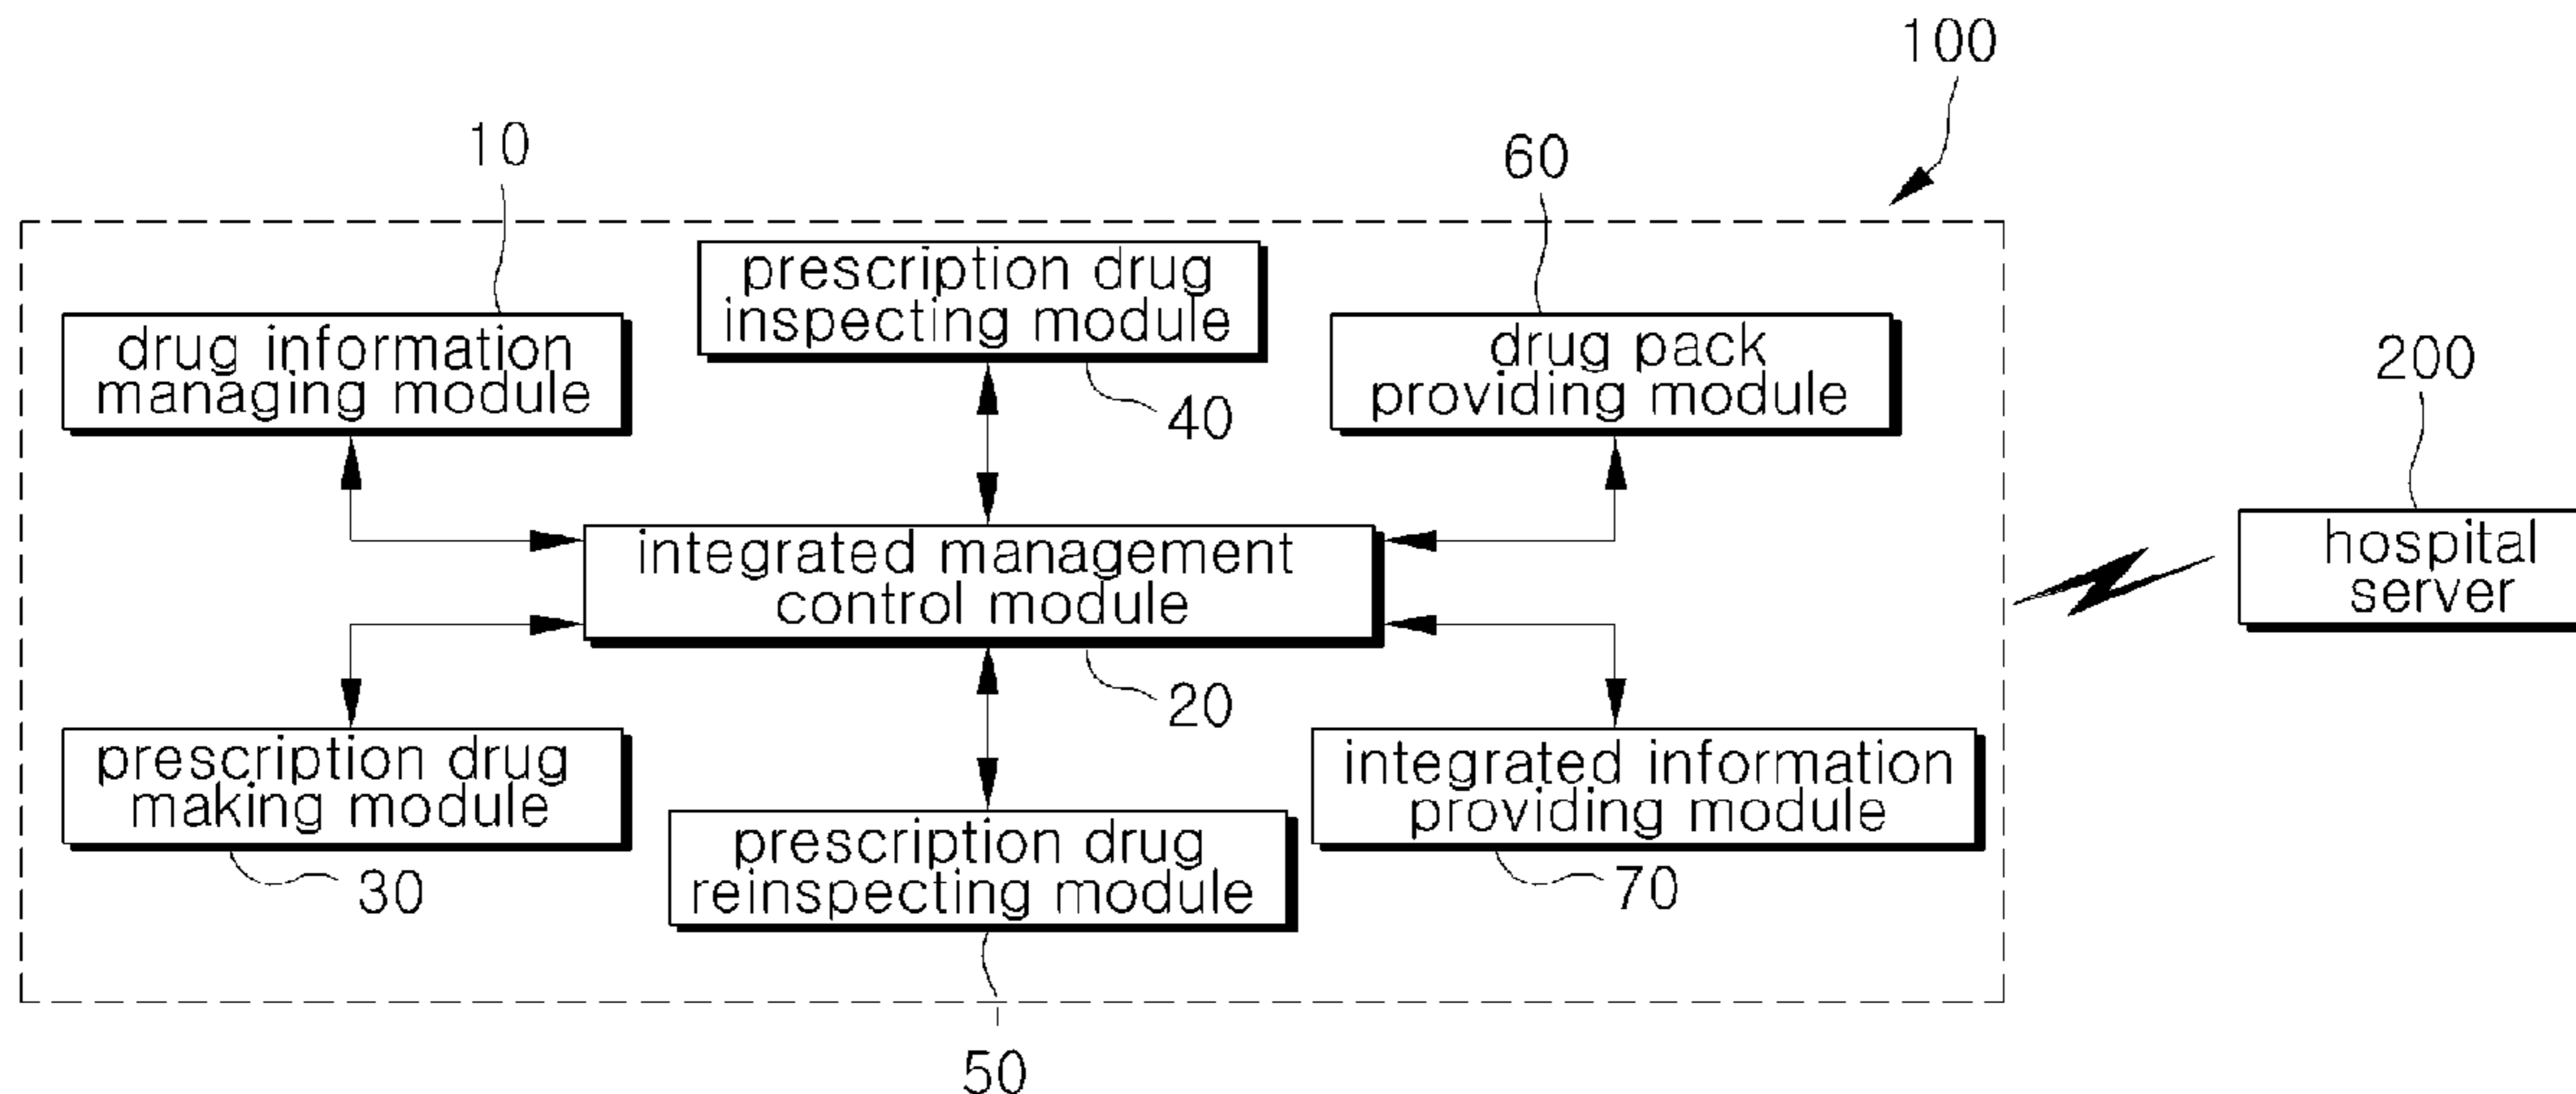 100
10
60
prescription drug
inspecting module
drug information
managing module
drug pack
providing module
40
200
integrated management
control module
hospital
server
20
prescription drug
making module
integrated information
providing module
prescription drug
reinspecting module
30
70
50